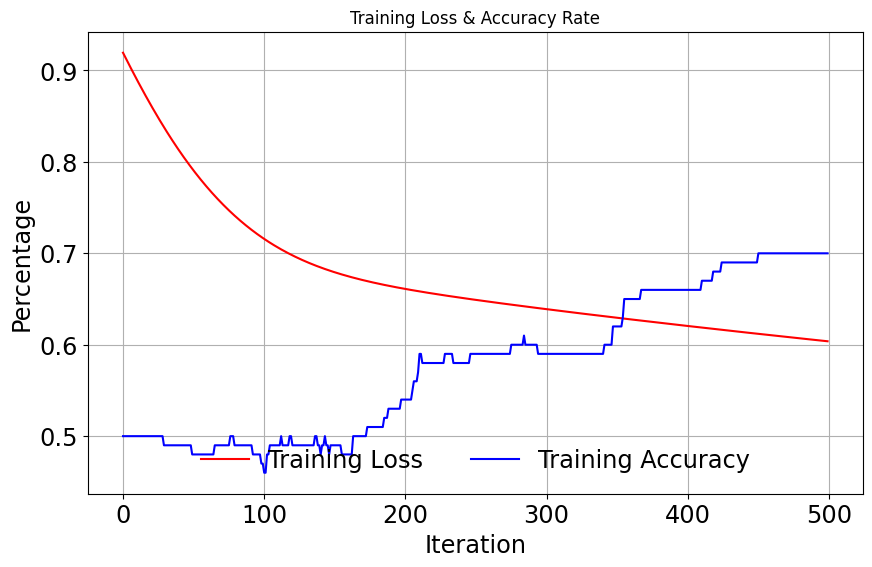 Training Loss & Accuracy Rate
0.9
0.8
0.7
0.6
0.5
Percentage
Training Loss Training Accuracy
0 100 200 300 400 500
Iteration